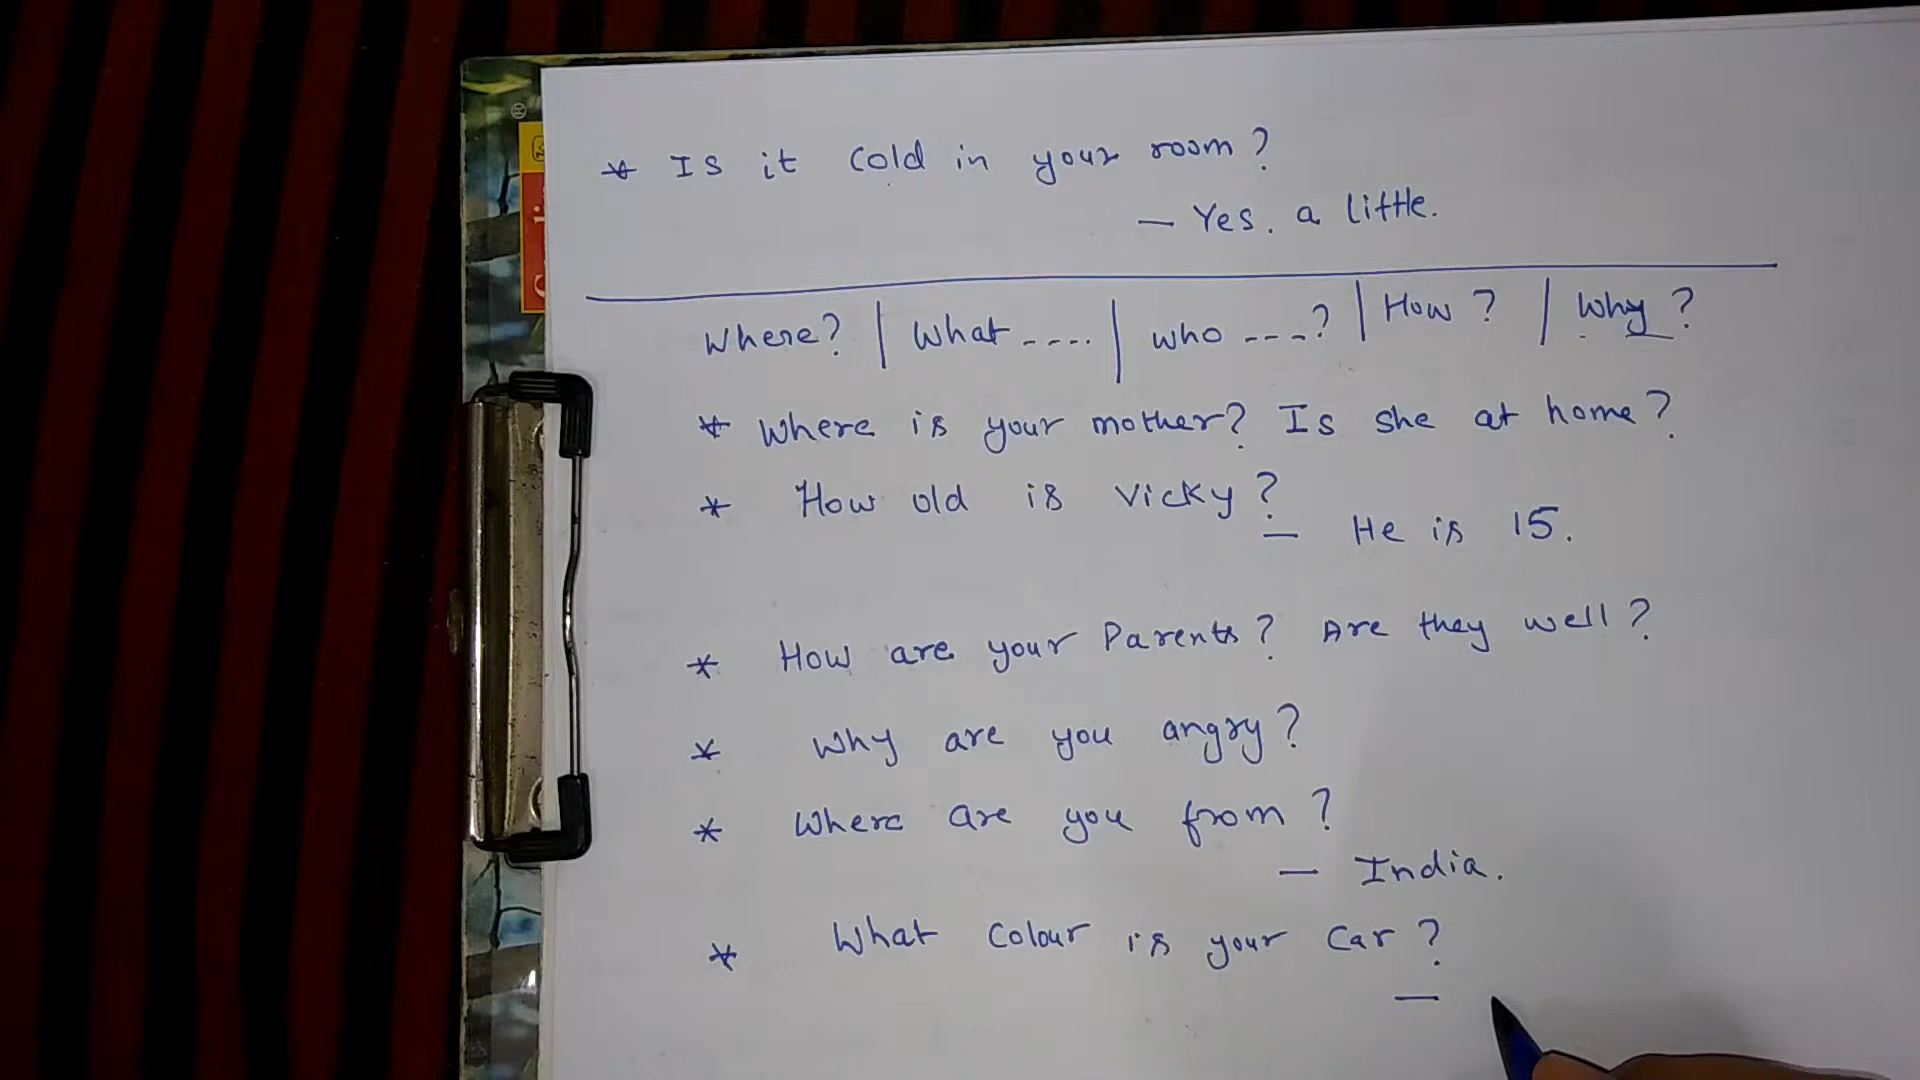 * Is it cold in your room?
— Yes. a little.
Where? | What ---- | who ---? | How? | Why?
* Where is your mother? Is she at home?
* How old is Vicky?
— He is 15.
* How are your Parents? Are they well?
* Why are you angry?
* Where are you from?
— India.
* What Colour is your Car?
—